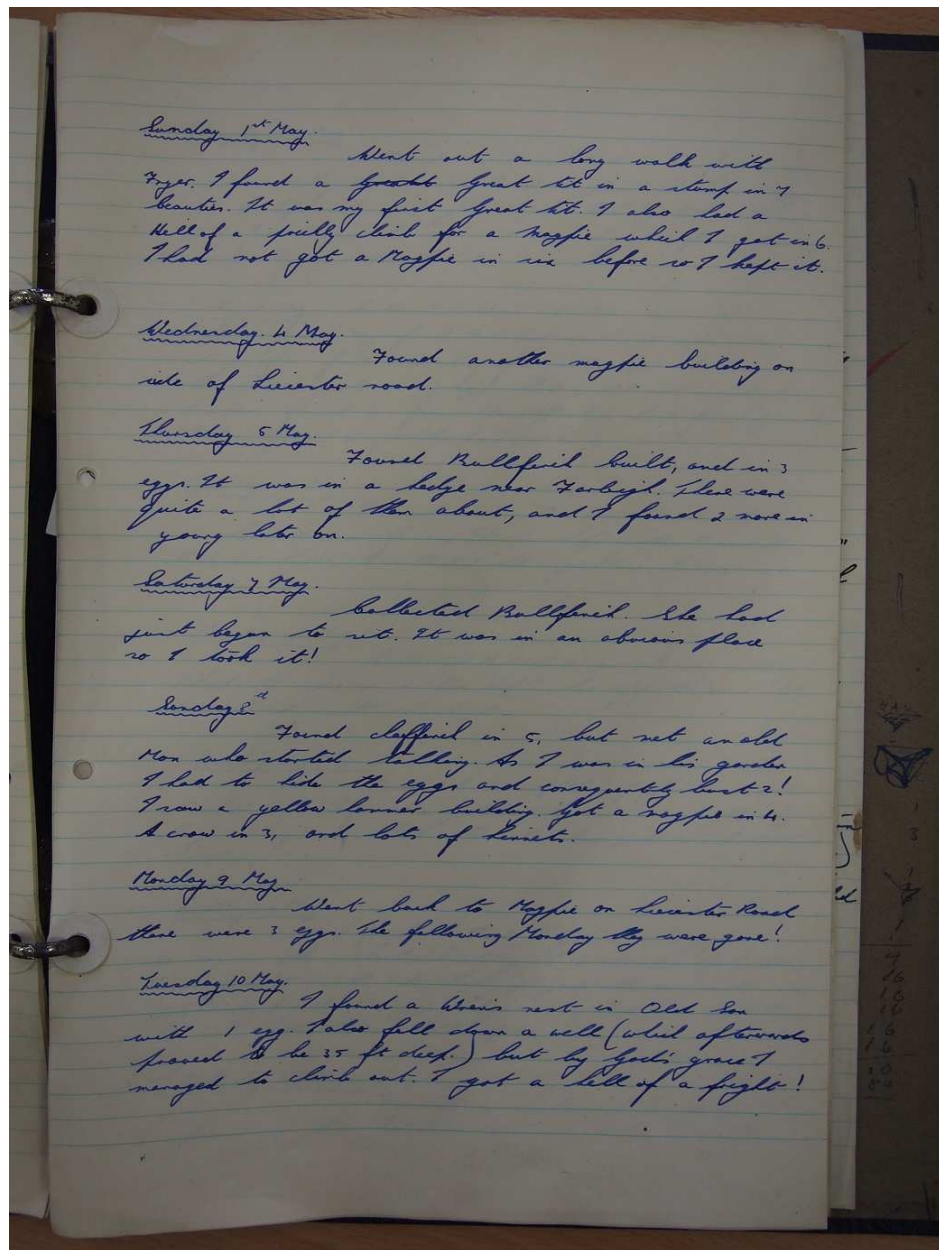 Sunday 1st May.
Went out a long walk with
Fryer. I found a Great Great tit in a stump in 7
beauties. It was my first Great tit. I also had a
Hell of a climb for a Magpie which I got in 6.
I had not got a Magpie in six before so I kept it.
Wednesday. 4 May.
Found another magpie building on
side of Leicester road.
Thursday 5 May.
Found Bullfinch built, and in 3
eggs. It was in a hedge near Farleigh. There were
quite a lot of them about, and I found 2 more in
young later on.
Saturday 7 May.
Collected Bullfinch. She had
just begun to sit. It was in an obvious place
so I took it!
Sunday 8th
Found chaffinch in 5, but met an old
Man who started talking. As I was in his garden
I had to hide the eggs and consequently bust 2!
I saw a yellow hammer building. Got a magpie in 4.
A crow in 3, and lots of linnets.
Monday 9 May
Went back to Magpie on Leicester Road
there were 3 eggs. The following Monday they were gone!
Tuesday 10 May.
I found a Wren's nest in Old
with 1 egg. I also fell down a well (which afterwards
proved to be 35 ft deep.) but by God's grace I
managed to climb out. I got a hell of a fright!